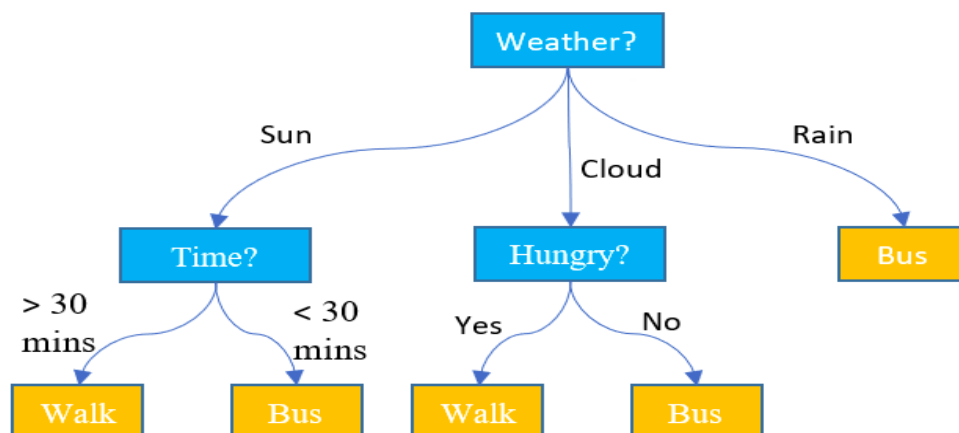 Weather?
Sun
Rain
Cloud
Time?
Hungry?
Bus
> 30
mins
< 30
mins
Yes
No
Walk
Bus
Walk
Bus